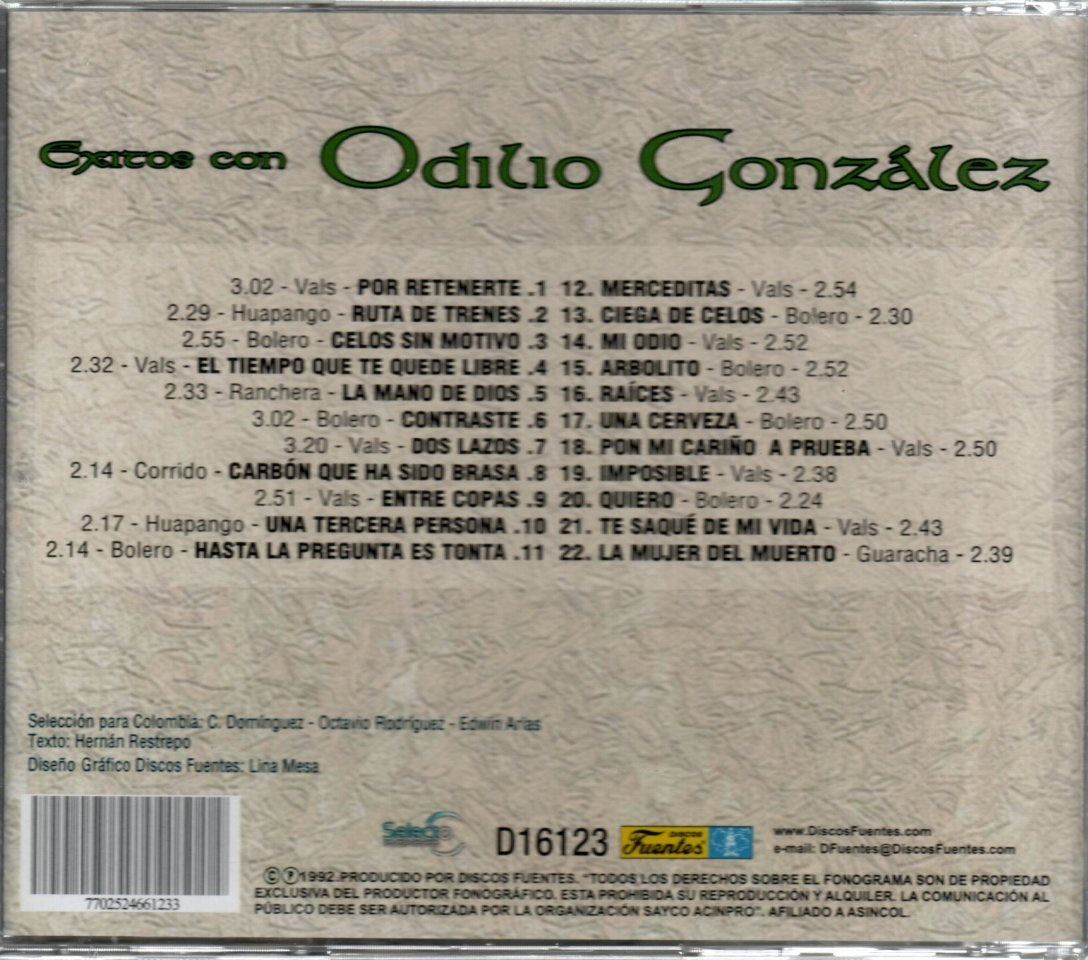 Exitos con Odilio González
3.02 - Vals - POR RETENERTE .1
2.29 - Huapango - RUTA DE TRENES .2
2.55 - Bolero - CELOS SIN MOTIVO .3
2.32 - Vals - EL TIEMPO QUE TE QUEDE LIBRE .4
2.33 - Ranchera - LA MANO DE DIOS .5
3.02 - Bolero - CONTRASTE .6
3.20 - Vals - DOS LAZOS .7
2.14 - Corrido - CARBÓN QUE HA SIDO BRASA .8
2.51 - Vals - ENTRE COPAS .9
2.17 - Huapango - UNA TERCERA PERSONA .10
2.14 - Bolero - HASTA LA PREGUNTA ES TONTA .11
12. MERCEDITAS - Vals - 2.54
13. CIEGA DE CELOS - Bolero - 2.30
14. MI ODIO - Vals - 2.52
15. ARBOLITO - Bolero - 2.52
16. RAÍCES - Vals - 2.43
17. UNA CERVEZA - Bolero - 2.50
18. PON MI CARIÑO A PRUEBA - Vals - 2.50
19. IMPOSIBLE - Vals - 2.38
20. QUIERO - Bolero - 2.24
21. TE SAQUÉ DE MI VIDA - Vals - 2.43
22. LA MUJER DEL MUERTO - Guaracha - 2.39
Selección para Colombia: C. Domínguez - Octavio Rodríguez - Edwin Arias
Texto: Hernán Restrepo
Diseño Gráfico Discos Fuentes: Lina Mesa
7702524661233
Selecto
D16123
DISCOS
Fuentes
www.DiscosFuentes.com
e-mail: DFuentes@DiscosFuentes.com
Ⓒ Ⓟ1992.PRODUCIDO POR DISCOS FUENTES. "TODOS LOS DERECHOS SOBRE EL FONOGRAMA SON DE PROPIEDAD
EXCLUSIVA DEL PRODUCTOR FONOGRÁFICO. ESTA PROHIBIDA SU REPRODUCCIÓN Y ALQUILER. LA COMUNICACIÓN AL
PÚBLICO DEBE SER AUTORIZADA POR LA ORGANIZACIÓN SAYCO ACINPRO". AFILIADO A ASINCOL.